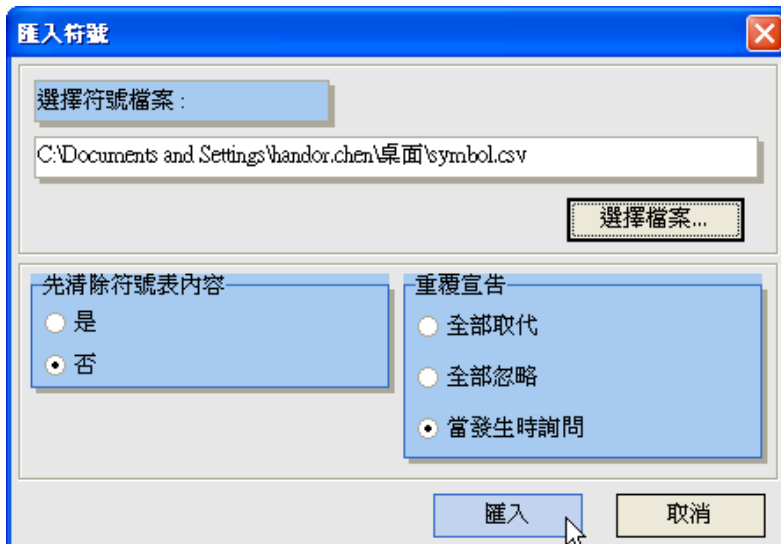 匯入符號
選擇符號檔案 :
C:\Documents and Settings\handor.chen\桌面\symbol.csv
選擇檔案...
先清除符號表內容
是
否
重覆宣告
全部取代
全部忽略
當發生時詢問
匯入
取消